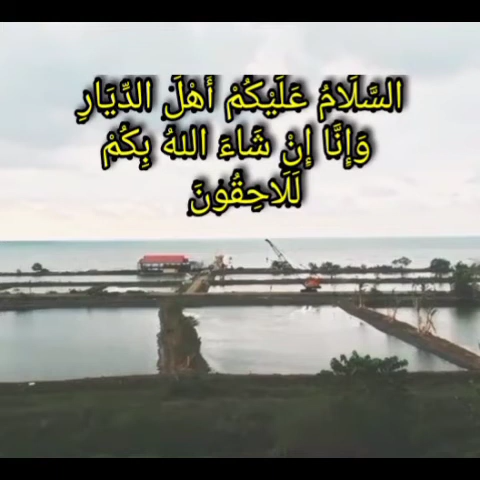 السَّلَامُ عَلَيْكُمْ أَهْلَ الدِّيَارِ
وَإِنَّا إِنْ شَاءَ اللهُ بِكُمْ
لَلَاحِقُونَ